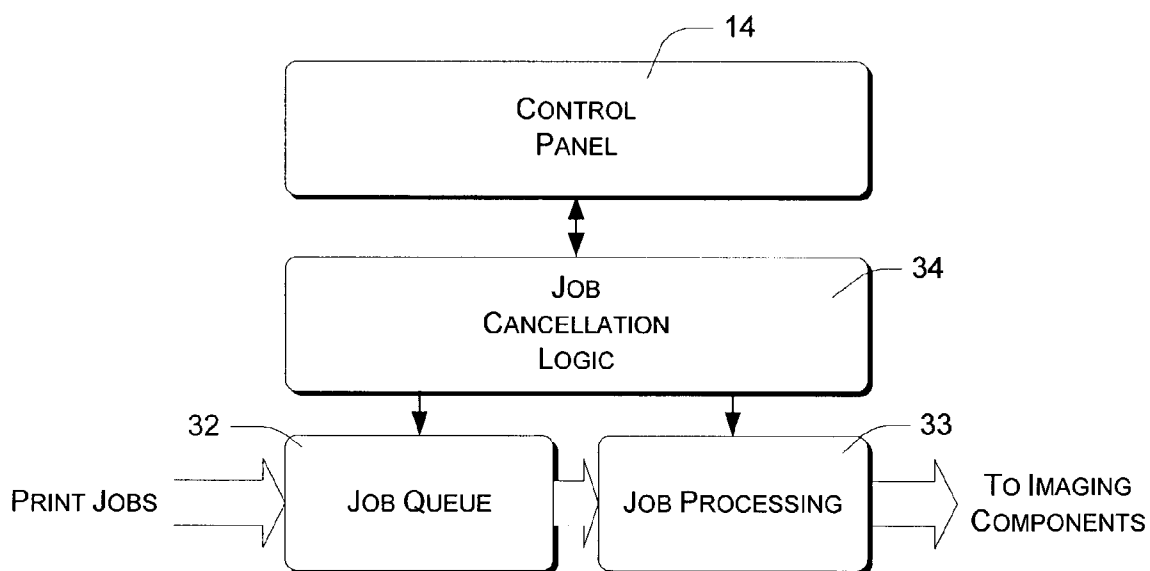 14
CONTROL
PANEL
34
JOB
CANCELLATION
LOGIC
32
33
PRINT JOBS
JOB QUEUE
JOB PROCESSING
TO IMAGING
COMPONENTS